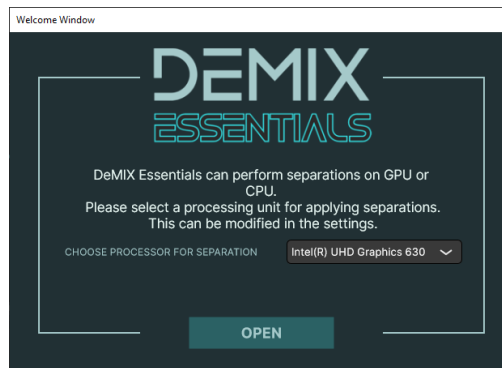 Welcome Window
DEMIX
ESSENTIALS
DeMIX Essentials can perform separations on GPU or
CPU.
Please select a processing unit for applying separations.
This can be modified in the settings.
CHOOSE PROCESSOR FOR SEPARATION
Intel(R) UHD Graphics 630
OPEN